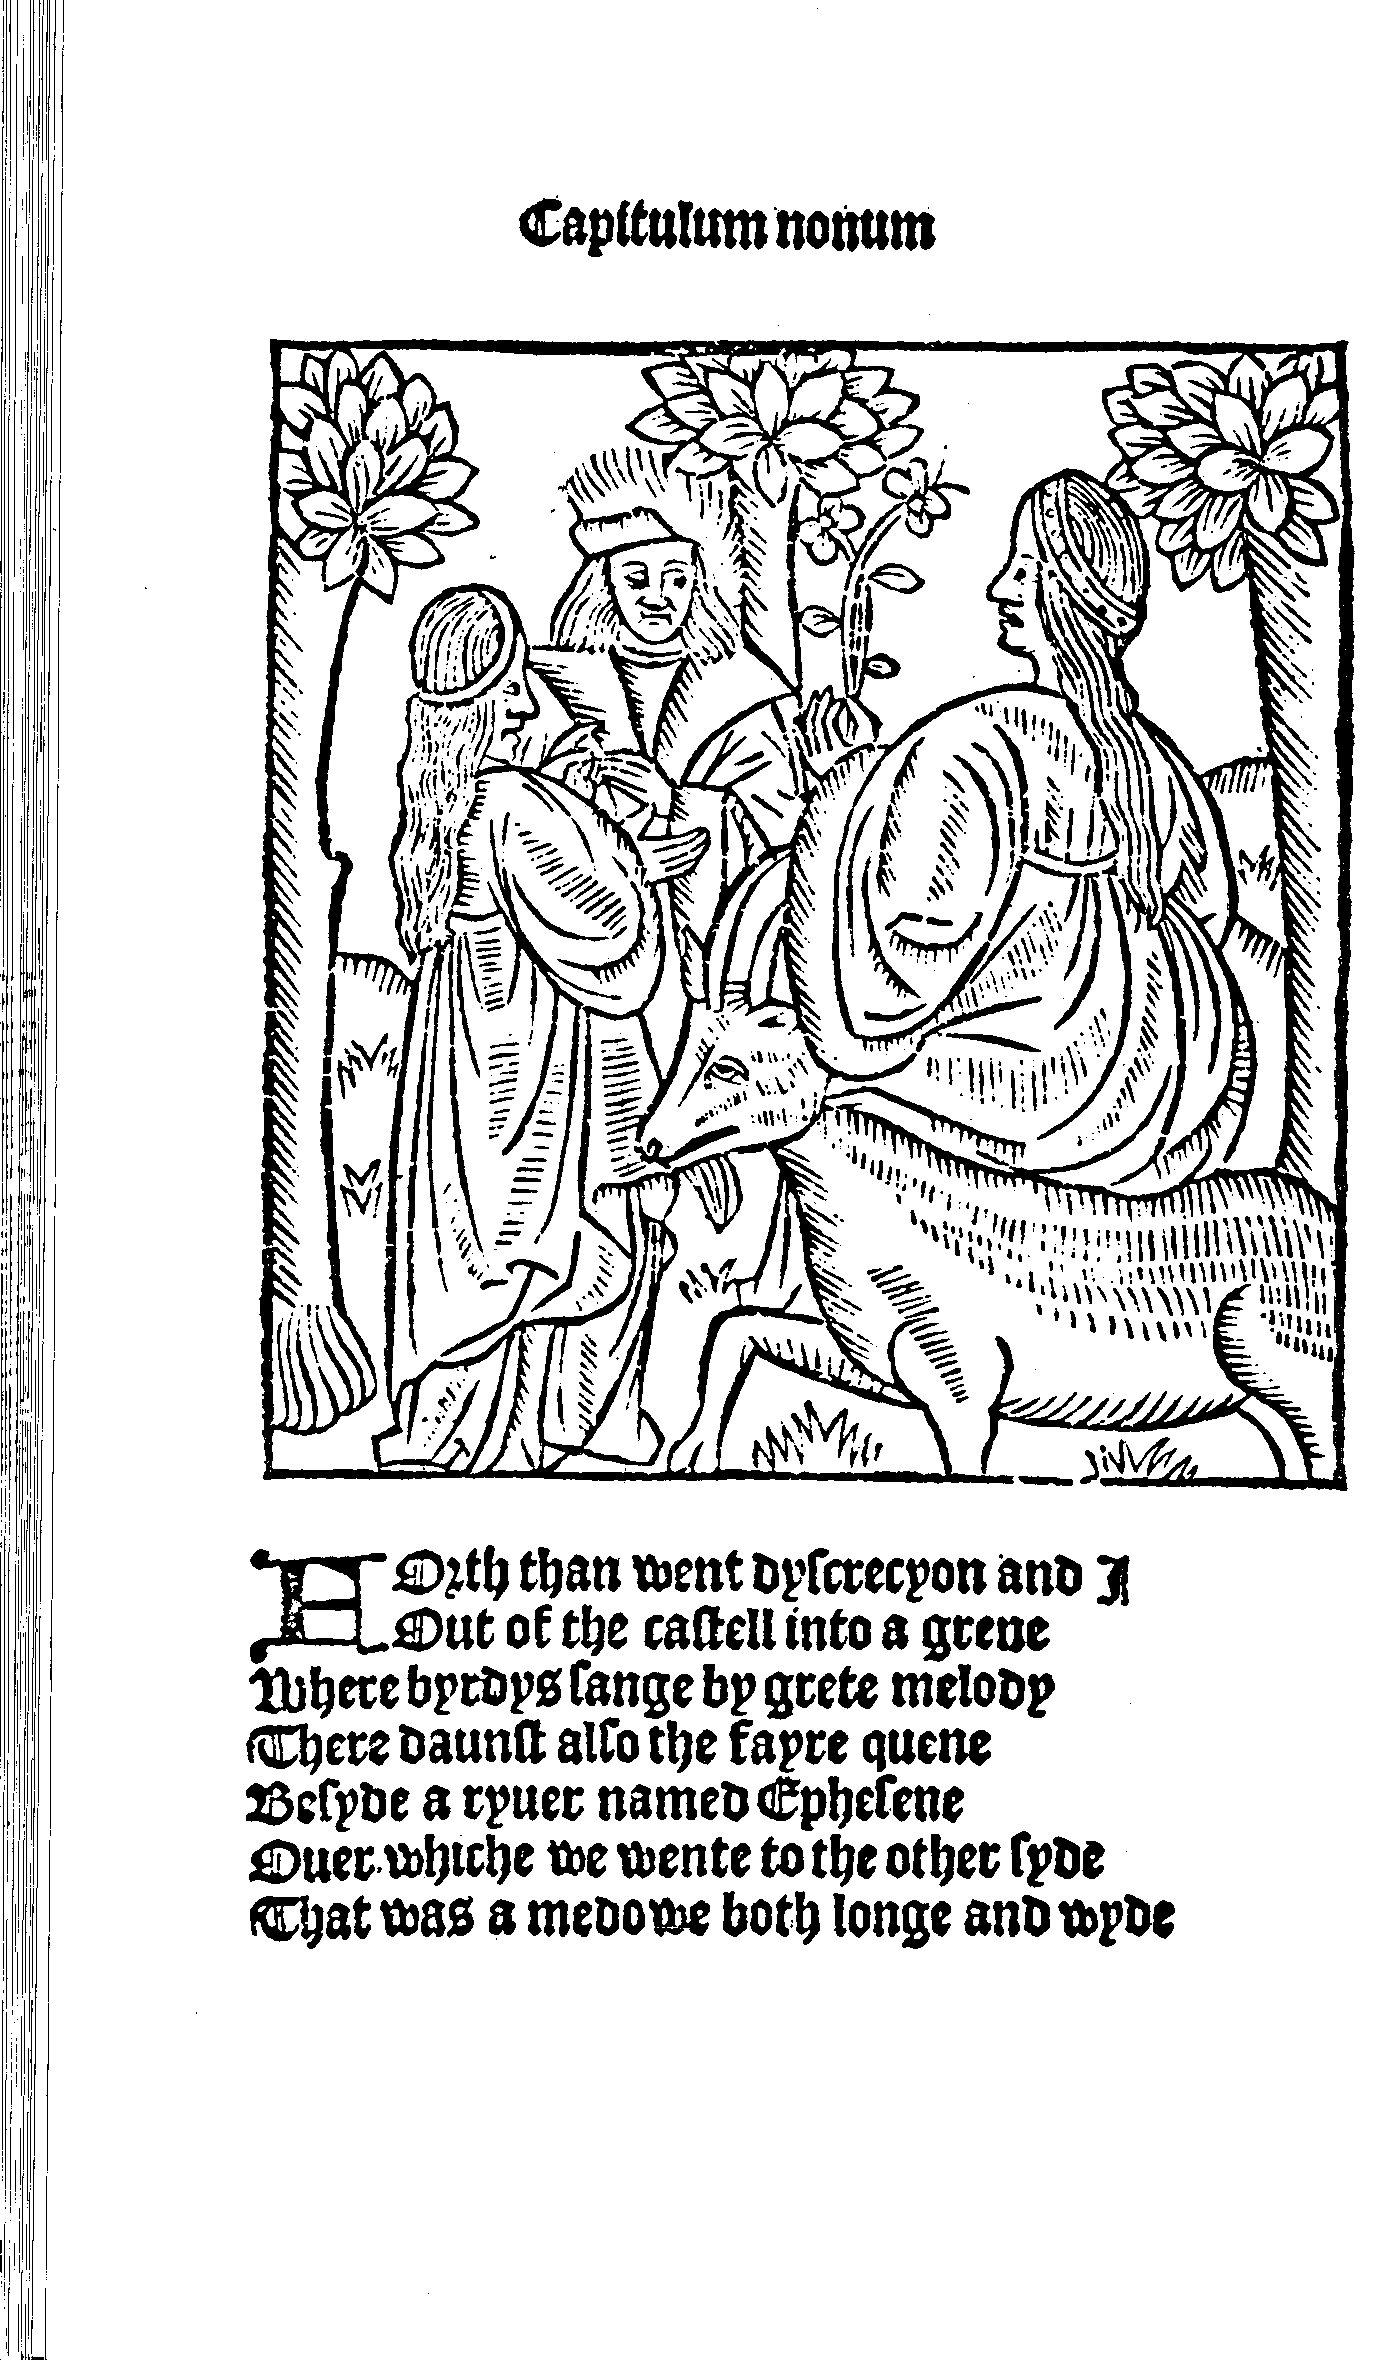 Capitulum nonum
FOrth than went dyſcrecyon and I
Out of the caſtell into a grene
Where byrdys ſange by grete melody
There daunſt alſo the fayre quene
Beſyde a ryuer named Epheſene
Ouer whiche we wente to the other ſyde
That was a medowe both longe and wyde